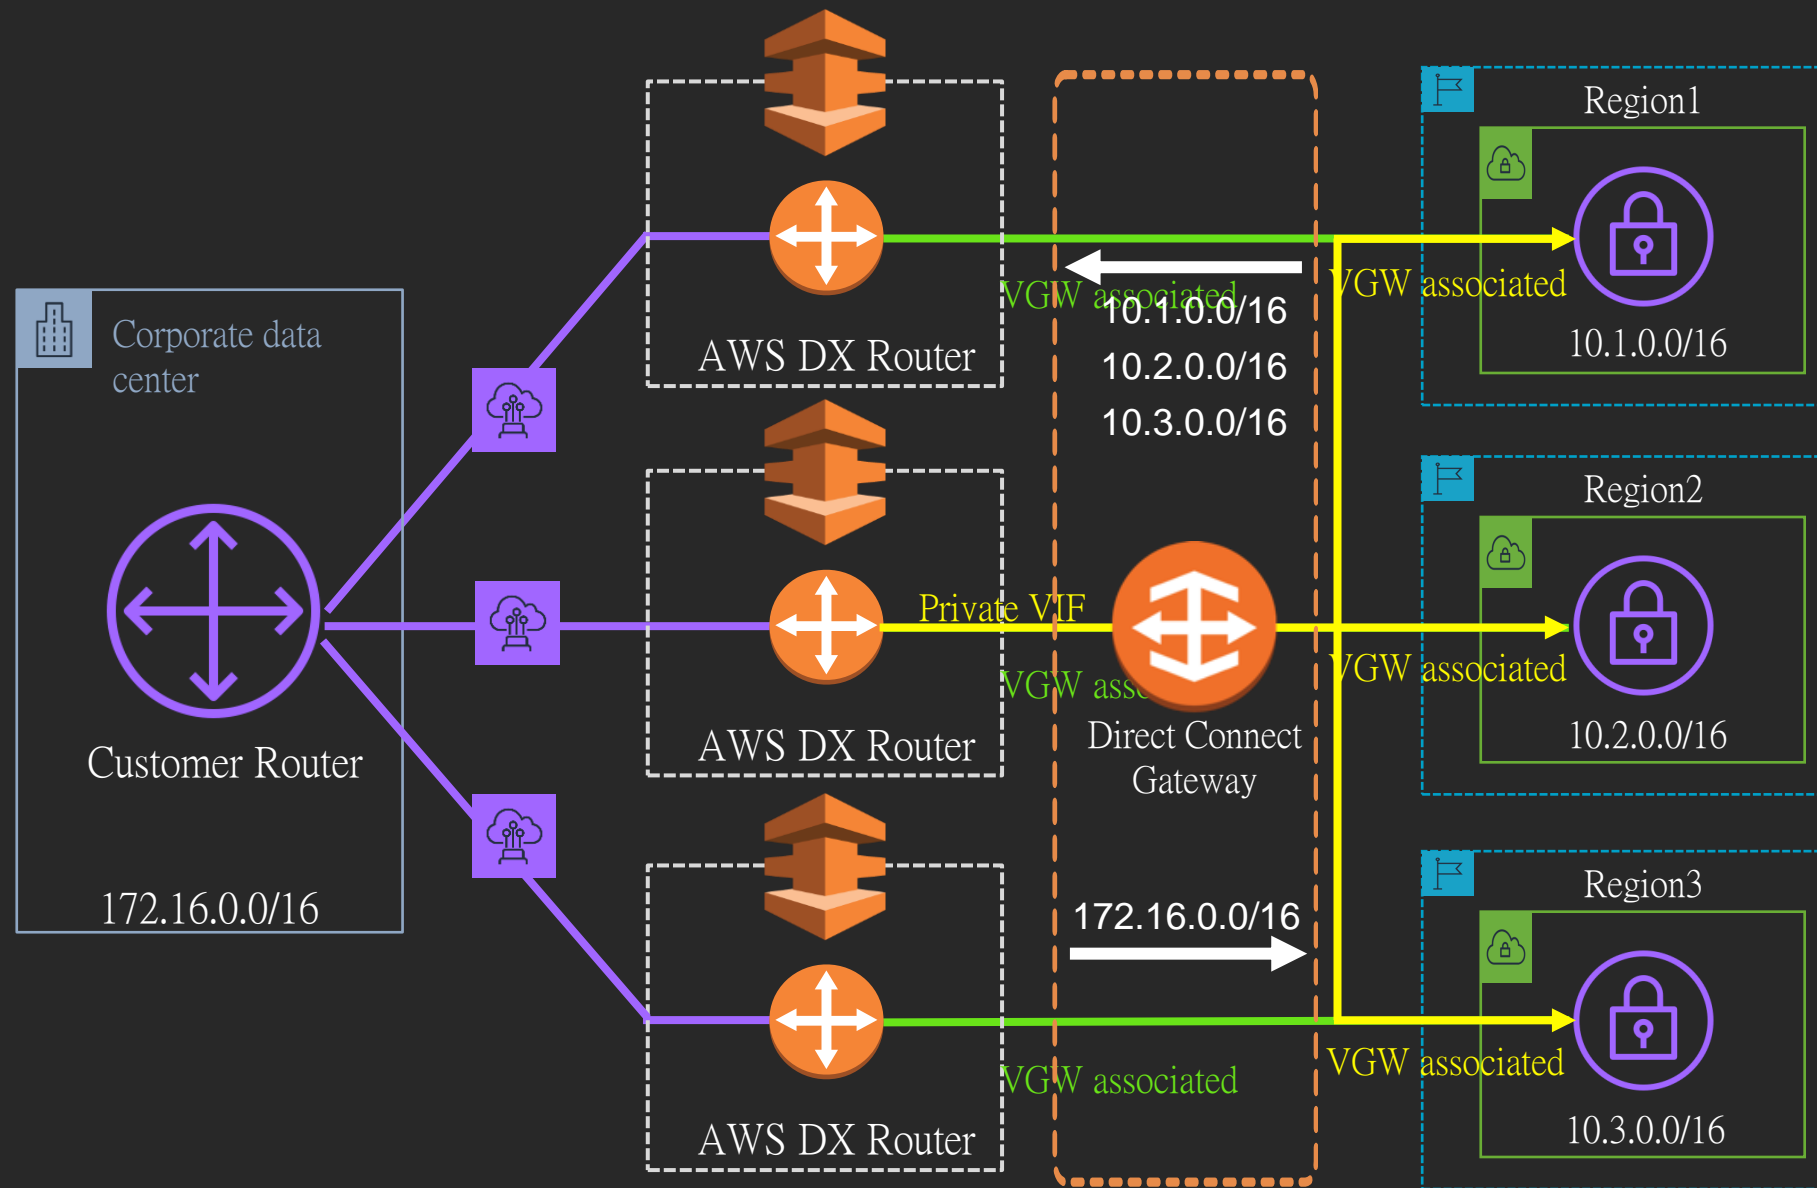 Corporate data
center
Customer Router
172.16.0.0/16
AWS DX Router
AWS DX Router
AWS DX Router
VGW associated
10.1.0.0/16
10.2.0.0/16
10.3.0.0/16
Private VIF
VGW
Direct Connect
Gateway
172.16.0.0/16
VGW associated
Region1
VGW associated
10.1.0.0/16
Region2
VGW associated
10.2.0.0/16
Region3
VGW associated
10.3.0.0/16